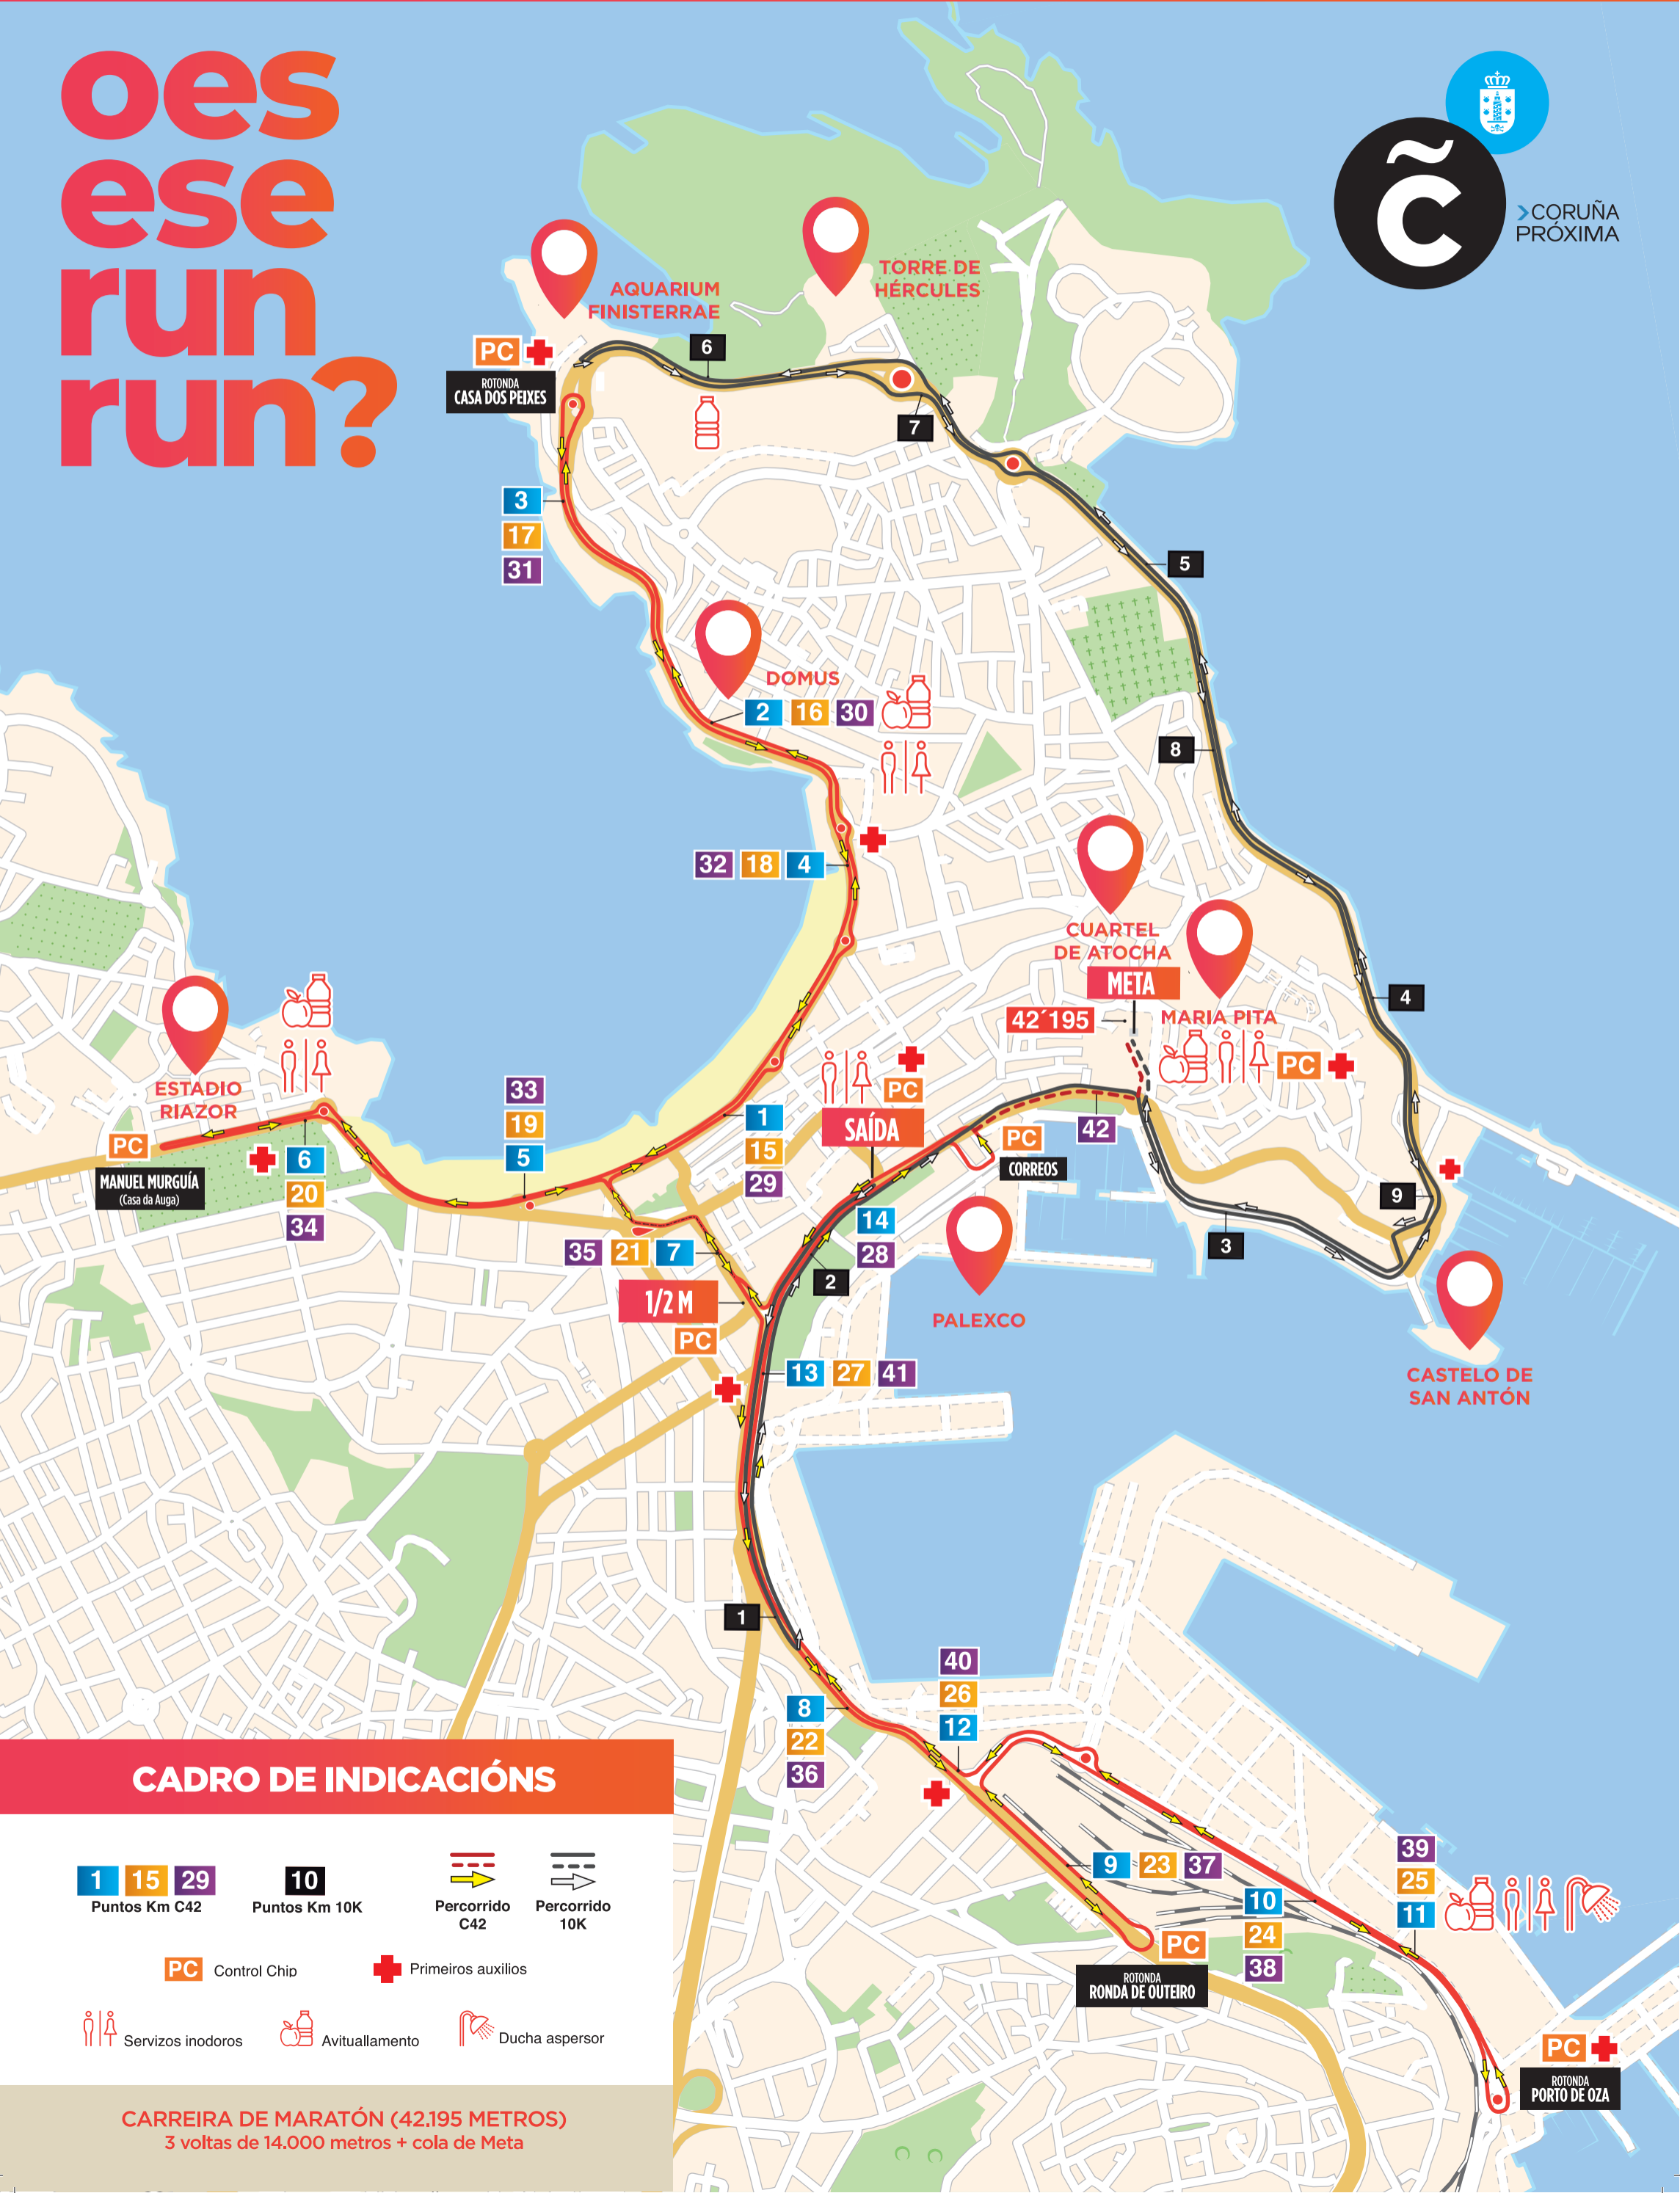 oes
ese
run
run?
c̃
>CORUÑA
PRÓXIMA
AQUARIUM
FINISTERRAE
TORRE DE
HÉRCULES
PC
ROTONDA
CASA DOS PEIXES
6
7
3
17
31
5
DOMUS
2 16 30
8
32 18 4
CUARTEL
DE ATOCHA
META
42´195
MARIA PITA
PC
4
ESTADIO
RIAZOR
PC
MANUEL MURGUÍA
(Casa da Auga)
6
20
34
33
19
5
1
15
29
PC
SAÍDA
PC
CORREOS
42
9
3
14
28
2
35 21 7
1/2 M
PC
PALEXCO
CASTELO DE
SAN ANTÓN
13 27 41
1
40
26
12
8
22
36
9 23 37
10
24
38
39
25
11
PC
ROTONDA
RONDA DE OUTEIRO
PC
ROTONDA
PORTO DE OZA
CADRO DE INDICACIÓNS
1 15 29
Puntos Km C42
10
Puntos Km 10K
Percorrido
C42
Percorrido
10K
PC Control Chip
Primeiros auxilios
Servizos inodoros
Avituallamento
Ducha aspersor
CARREIRA DE MARATÓN (42.195 METROS)
3 voltas de 14.000 metros + cola de Meta